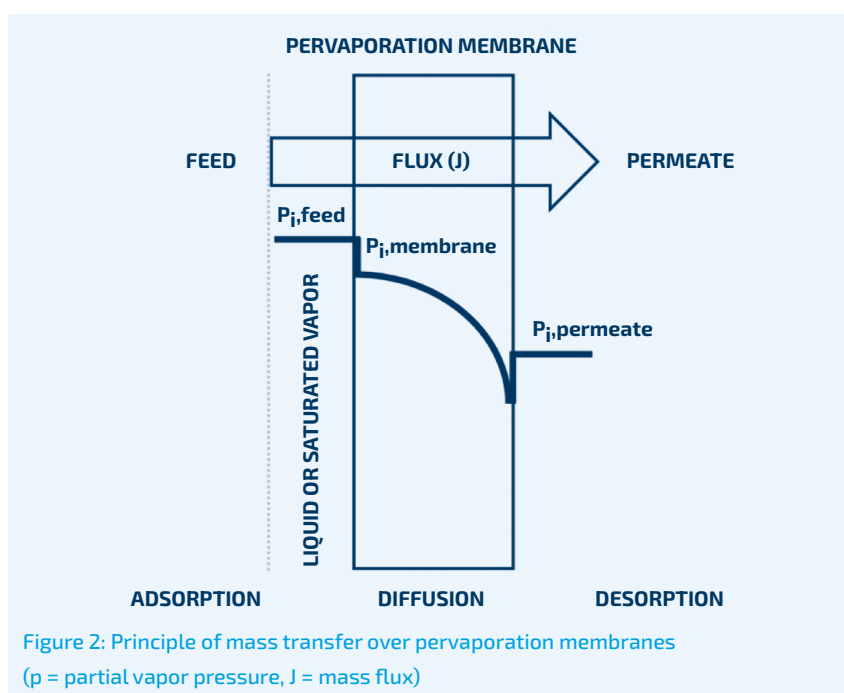 PERVAPORATION MEMBRANE
FEED
FLUX (J)
PERMEATE
Pi,feed
Pi,membrane
Pi,permeate
LIQUID OR SATURATED VAPOR
ADSORPTION
DIFFUSION
DESORPTION
Figure 2: Principle of mass transfer over pervaporation membranes
(p = partial vapor pressure, J = mass flux)